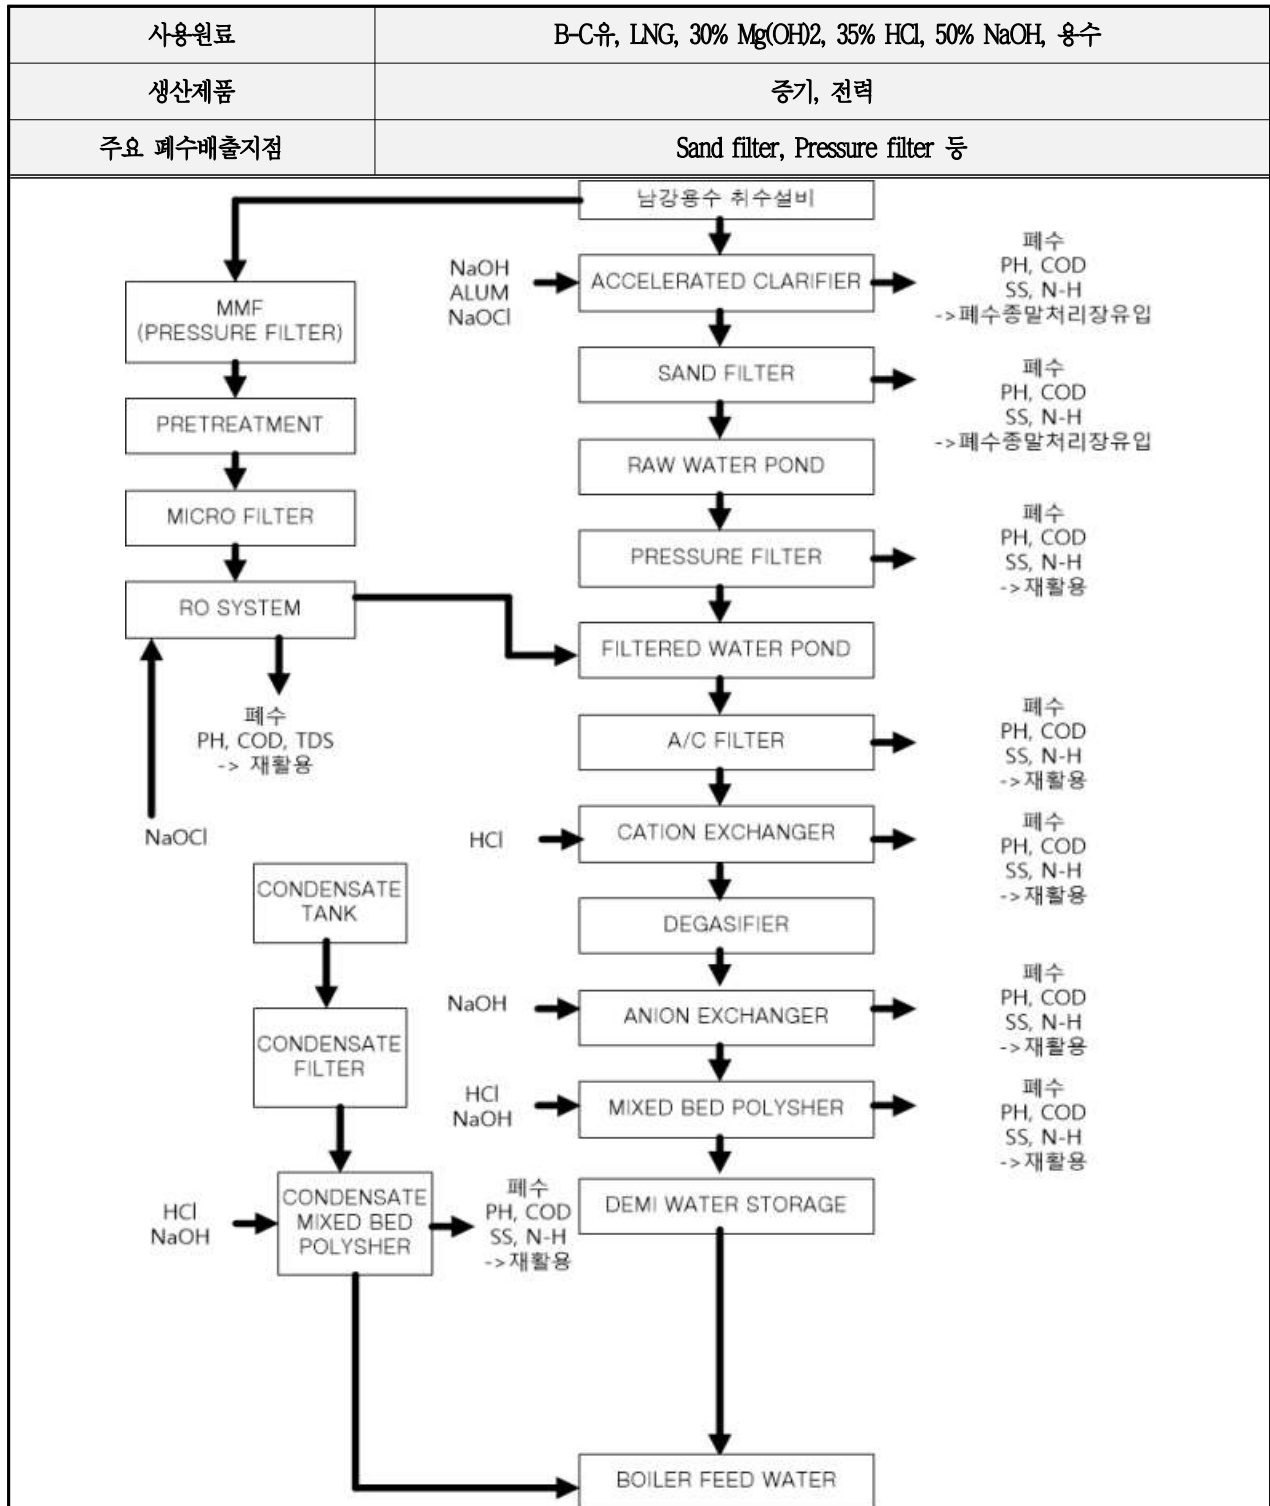 사용원료
B-C유, LNG, 30% Mg(OH)2, 35% HCl, 50% NaOH, 용수
생산제품
증기, 전력
주요 폐수배출지점
Sand filter, Pressure filter 등
남강용수 취수설비
NaOH
ALUM
NaOCl
ACCELERATED CLARIFIER
폐수
PH, COD
SS, N-H
->폐수종말처리장유입
MMF
(PRESSURE FILTER)
SAND FILTER
폐수
PH, COD
SS, N-H
->폐수종말처리장유입
PRETREATMENT
RAW WATER POND
MICRO FILTER
PRESSURE FILTER
폐수
PH, COD
SS, N-H
->재활용
RO SYSTEM
FILTERED WATER POND
폐수
PH, COD, TDS
-> 재활용
A/C FILTER
폐수
PH, COD
SS, N-H
->재활용
NaOCl
HCl
CATION EXCHANGER
폐수
PH, COD
SS, N-H
->재활용
CONDENSATE
TANK
DEGASIFIER
NaOH
ANION EXCHANGER
폐수
PH, COD
SS, N-H
->재활용
CONDENSATE
FILTER
HCl
NaOH
MIXED BED POLYSHER
폐수
PH, COD
SS, N-H
->재활용
HCl
NaOH
CONDENSATE
MIXED BED
POLYSHER
폐수
PH, COD
SS, N-H
->재활용
DEMI WATER STORAGE
BOILER FEED WATER